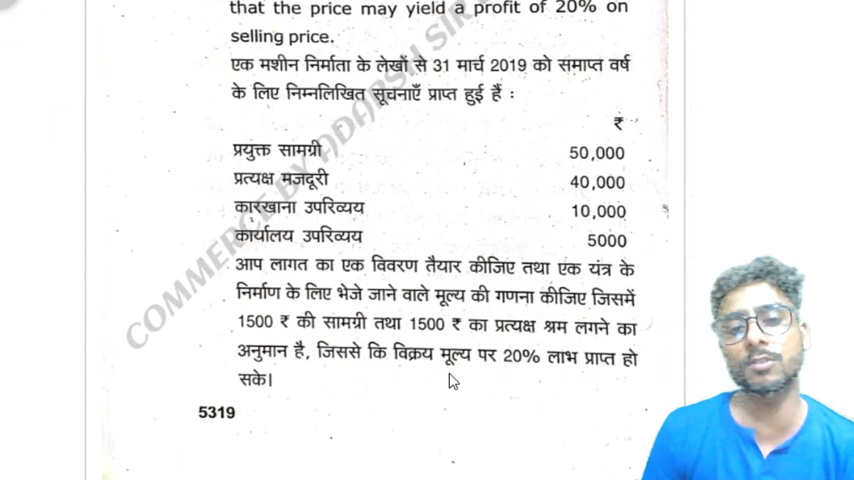 that the price may yield a profit of 20% on
selling price.
एक मशीन निर्माता के लेखों से 31 मार्च 2019 को समाप्त वर्ष
के लिए निम्नलिखित सूचनाएँ प्राप्त हुई हैं :
₹
प्रयुक्त सामग्री 50,000
प्रत्यक्ष मजदूरी 40,000
कारखाना उपरिव्यय 10,000
कार्यालय उपरिव्यय 5000
आप लागत का एक विवरण तैयार कीजिए तथा एक यंत्र के
निर्माण के लिए भेजे जाने वाले मूल्य की गणना कीजिए जिसमें
1500 ₹ की सामग्री तथा 1500 ₹ का प्रत्यक्ष श्रम लगने का
अनुमान है, जिससे कि विक्रय मूल्य पर 20% लाभ प्राप्त हो
सके।
5319
COMMERCE BY ADARSH SIR